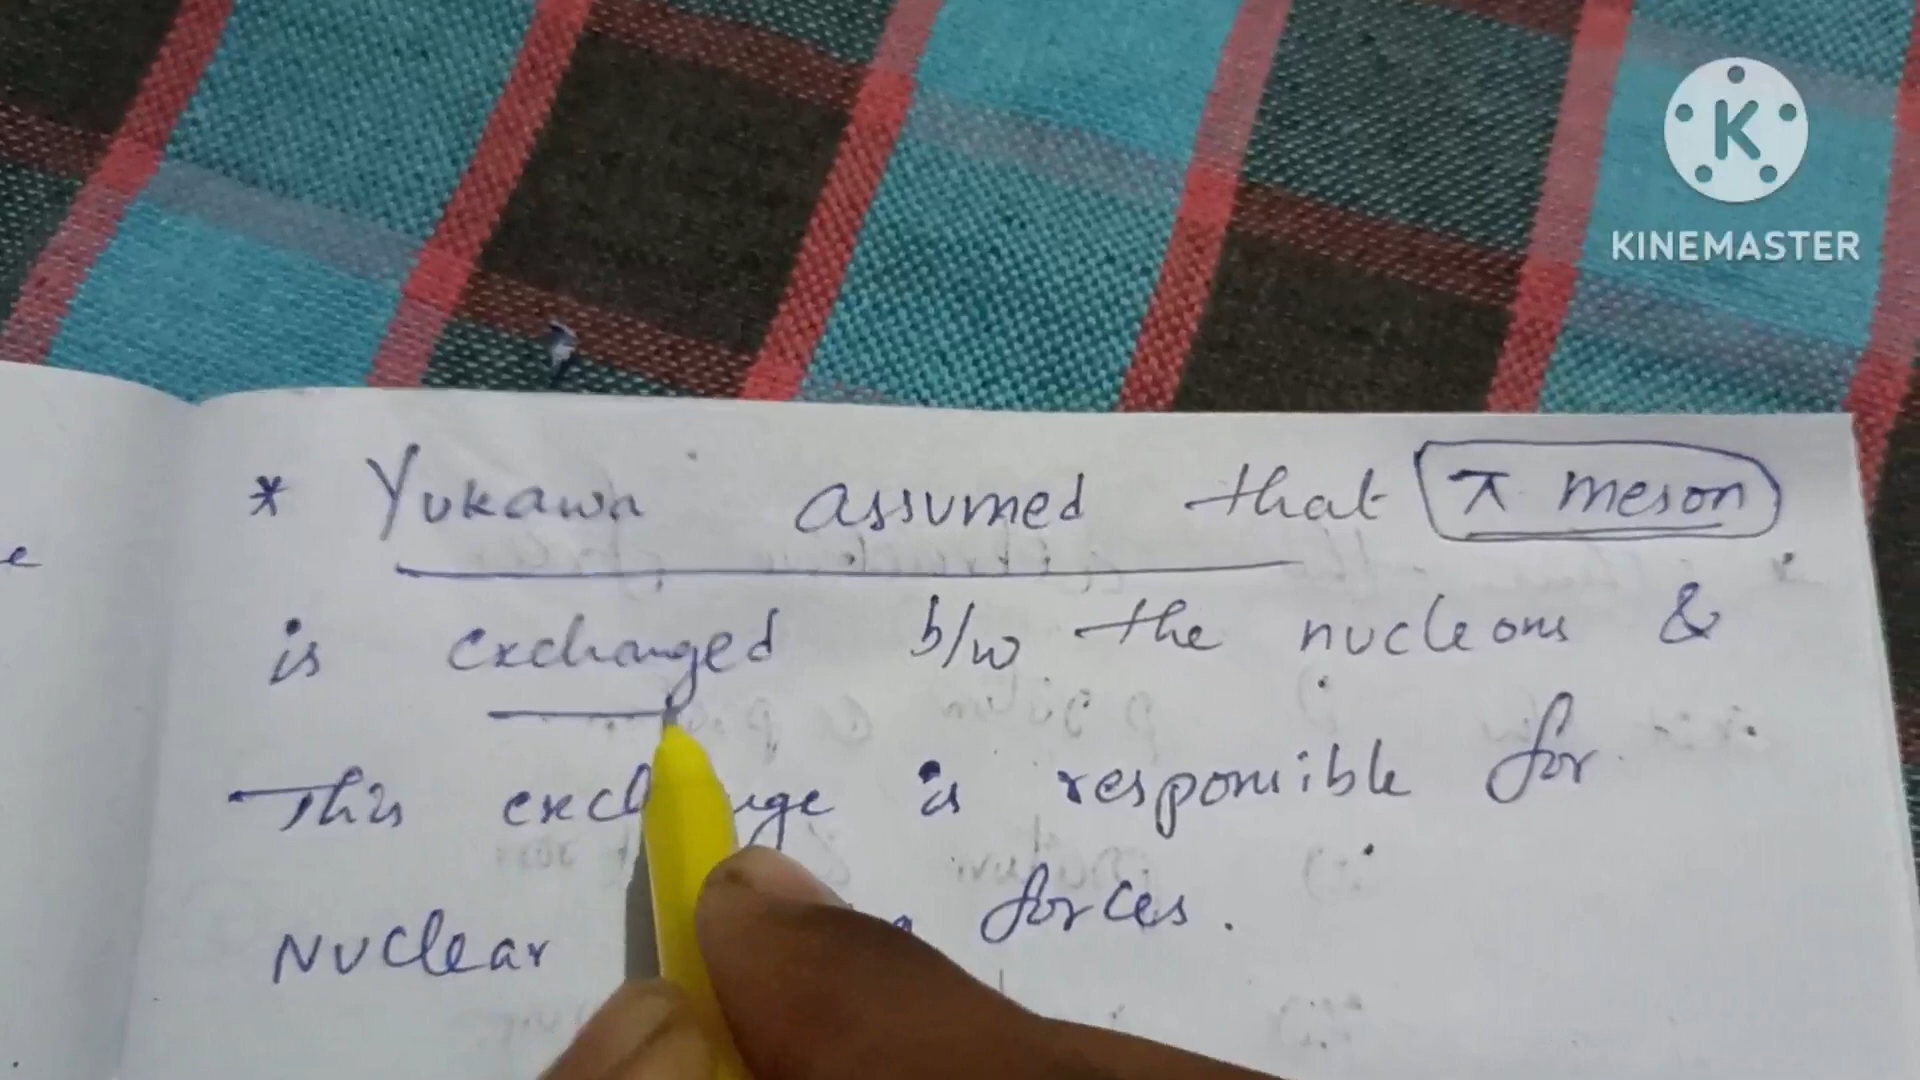 K
KINEMASTER
* Yukawa assumed that π meson
is exchanged b/w the nucleons &
This exchange is responsible for
Nuclear forces.